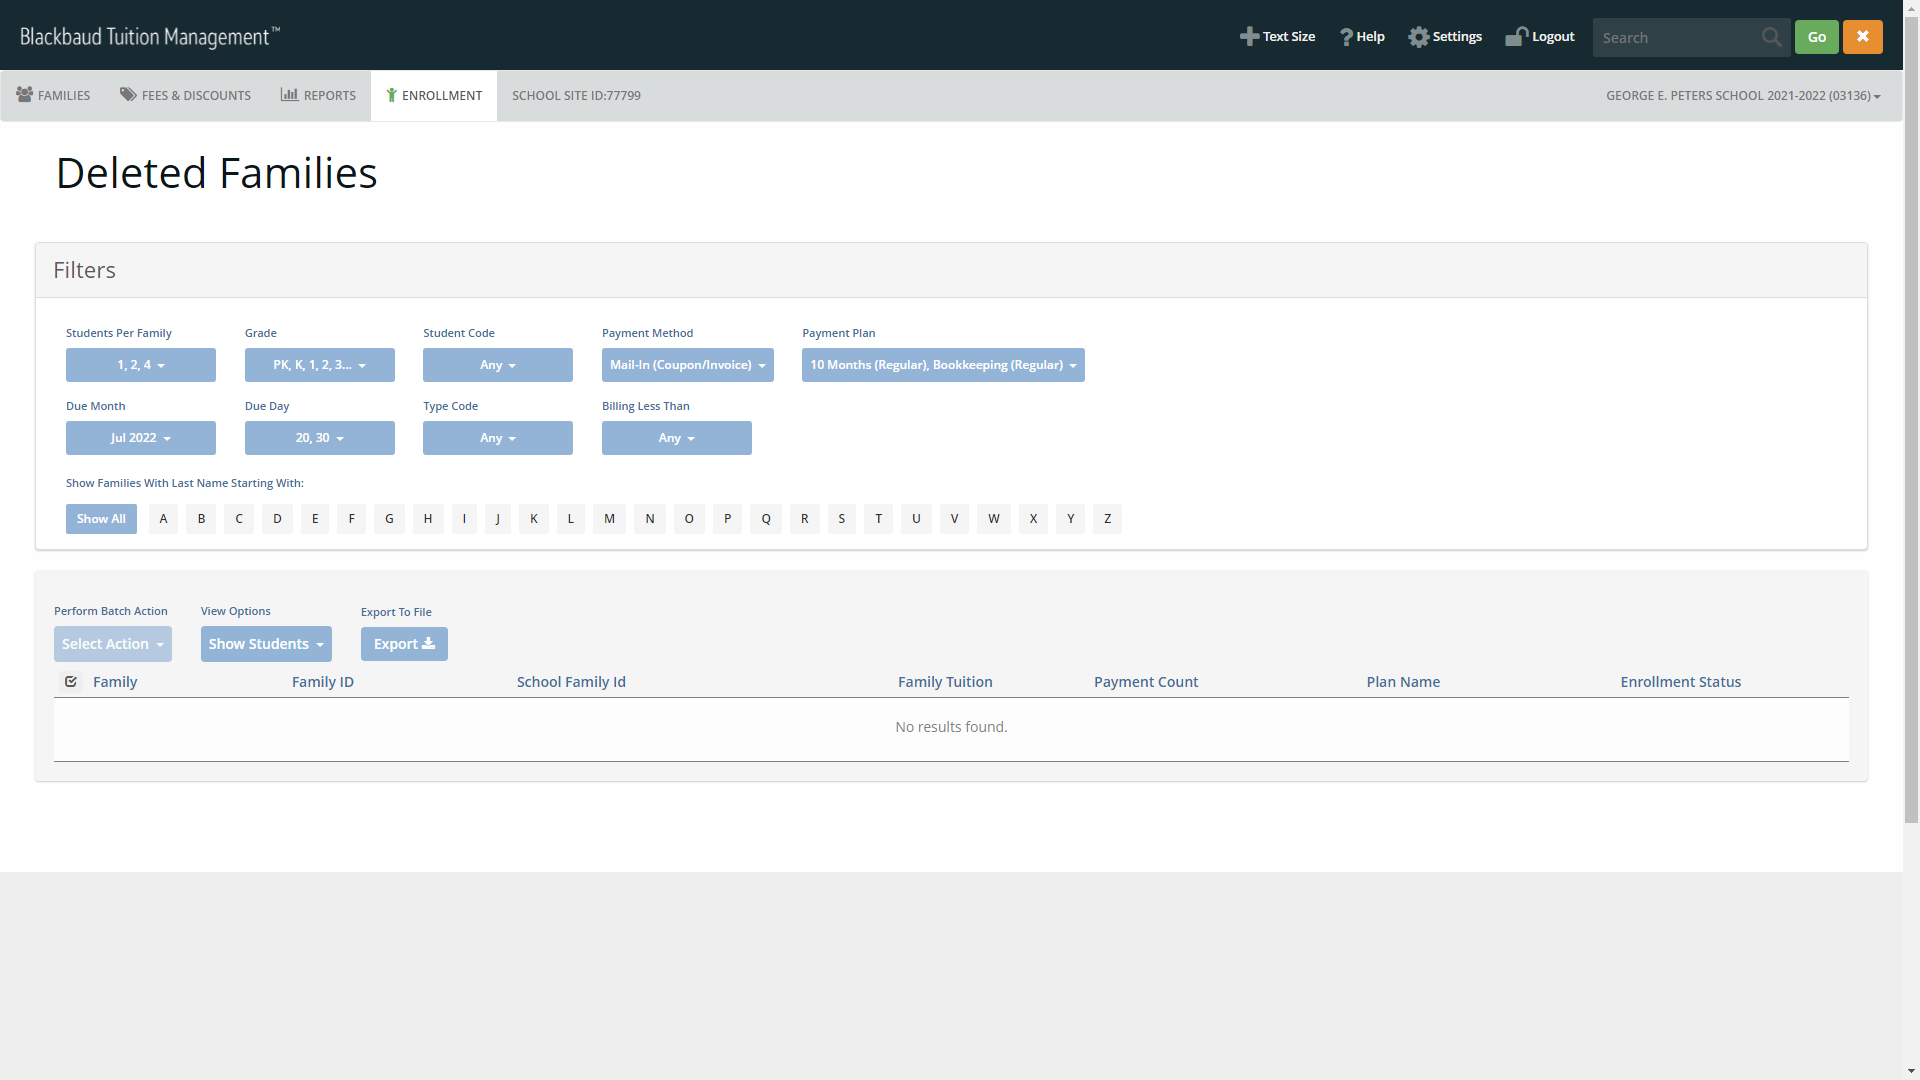 Blackbaud Tuition Management™
Text Size
Help
Settings
Logout
Search
Go
FAMILIES
FEES & DISCOUNTS
REPORTS
ENROLLMENT
SCHOOL SITE ID:77799
GEORGE E. PETERS SCHOOL 2021-2022 (03136)
Deleted Families
Filters
Students Per Family
Grade
Student Code
Payment Method
Payment Plan
1, 2, 4
PK, K, 1, 2, 3...
Any
Mail-In (Coupon/Invoice)
10 Months (Regular), Bookkeeping (Regular)
Due Month
Due Day
Type Code
Billing Less Than
Jul 2022
20, 30
Any
Any
Show Families With Last Name Starting With:
Show All A B C D E F G H I J K L M N O P Q R S T U V W X Y Z
Perform Batch Action
View Options
Export To File
Select Action
Show Students
Export
Family
Family ID
School Family Id
Family Tuition
Payment Count
Plan Name
Enrollment Status
No results found.